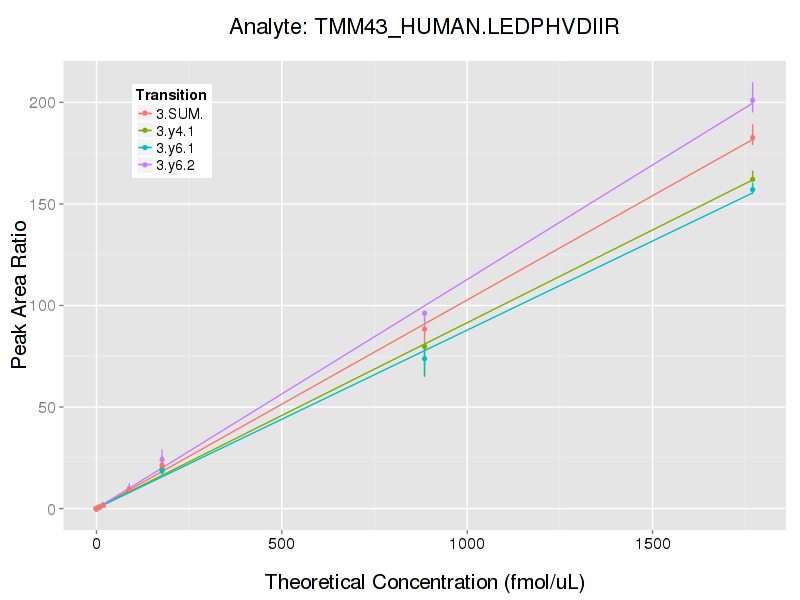 Analyte: TMM43_HUMAN.LEDPHVDIIR
Transition
3.SUM.
3.y4.1
3.y6.1
3.y6.2
200
150
100
50
0
Peak Area Ratio
0 500 1000 1500
Theoretical Concentration (fmol/uL)